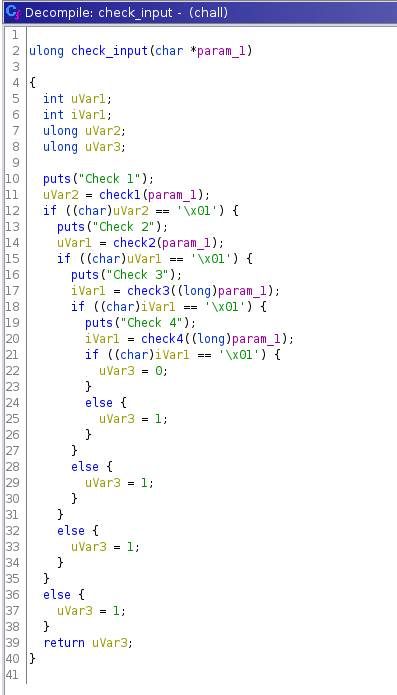 Decompile: check_input - (chall)
1
2 ulong check_input(char *param_1)
3
4 {
5   int uVar1;
6   int iVar1;
7   ulong uVar2;
8   ulong uVar3;
9
10   puts("Check 1");
11   uVar2 = check1(param_1);
12   if ((char)uVar2 == '\x01') {
13     puts("Check 2");
14     uVar1 = check2(param_1);
15     if ((char)uVar1 == '\x01') {
16       puts("Check 3");
17       iVar1 = check3((long)param_1);
18       if ((char)iVar1 == '\x01') {
19         puts("Check 4");
20         iVar1 = check4((long)param_1);
21         if ((char)iVar1 == '\x01') {
22           uVar3 = 0;
23         }
24         else {
25           uVar3 = 1;
26         }
27       }
28       else {
29         uVar3 = 1;
30       }
31     }
32     else {
33       uVar3 = 1;
34     }
35   }
36   else {
37     uVar3 = 1;
38   }
39   return uVar3;
40 }
41